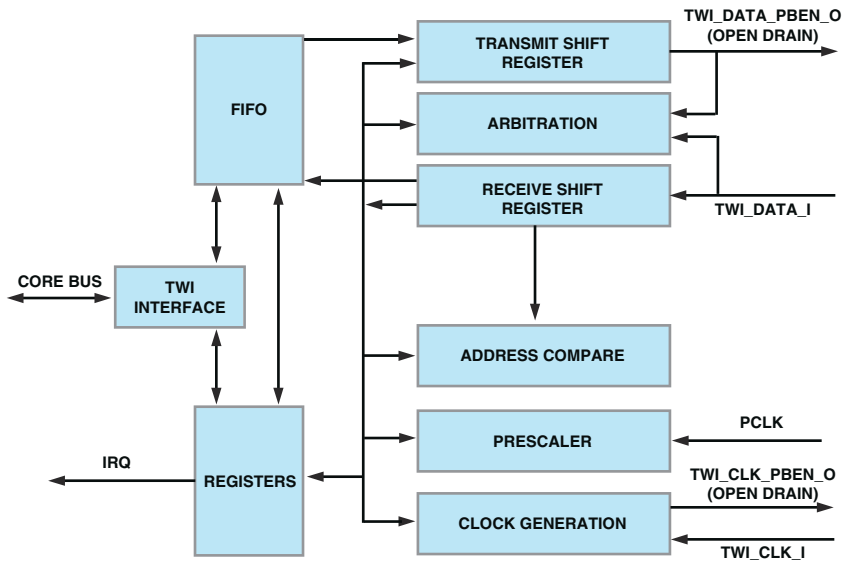 TWI_DATA_PBEN_O
(OPEN DRAIN)
TRANSMIT SHIFT
REGISTER
FIFO
ARBITRATION
RECEIVE SHIFT
REGISTER
TWI_DATA_I
CORE BUS
TWI
INTERFACE
ADDRESS COMPARE
PCLK
PRESCALER
IRQ
REGISTERS
TWI_CLK_PBEN_O
(OPEN DRAIN)
CLOCK GENERATION
TWI_CLK_I